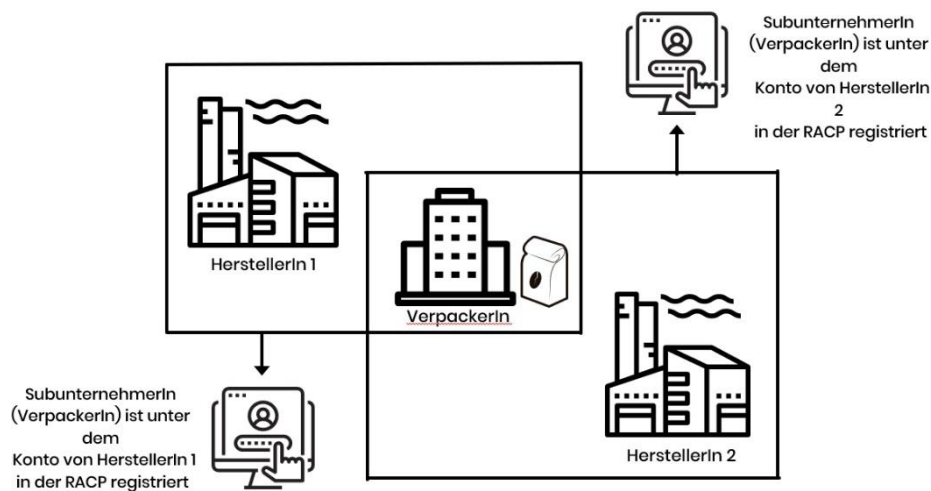 SubunternehmerIn
(VerpackerIn) ist unter
dem
Konto von HerstellerIn
2
in der RACP registriert
HerstellerIn 1
VerpackerIn
HerstellerIn 2
SubunternehmerIn
(VerpackerIn) ist unter
dem
Konto von HerstellerIn 1
in der RACP registriert